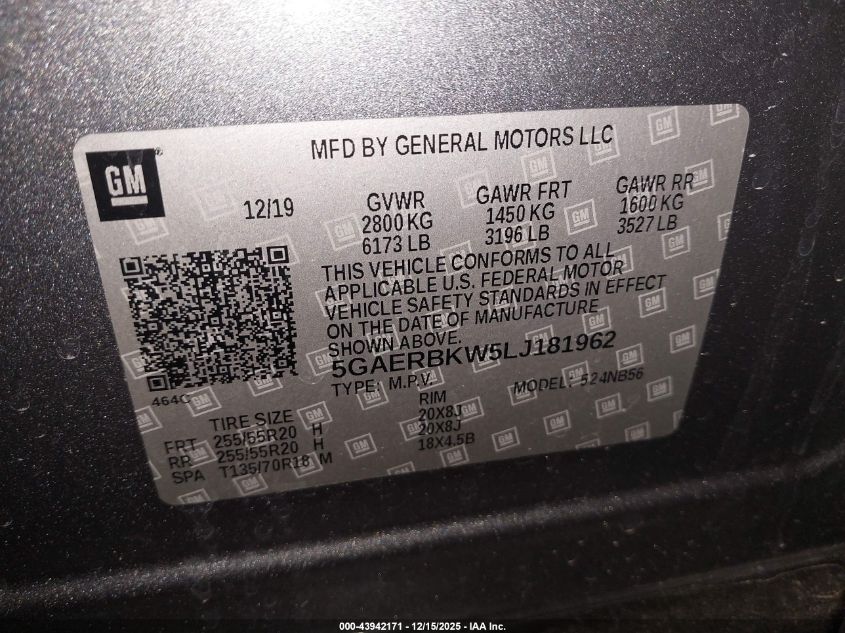 MFD BY GENERAL MOTORS LLC
GM
12/19
GVWR GAWR FRT GAWR RR
2800 KG 1450 KG 1600 KG
6173 LB 3196 LB 3527 LB
THIS VEHICLE CONFORMS TO ALL
APPLICABLE U.S. FEDERAL MOTOR
VEHICLE SAFETY STANDARDS IN EFFECT
ON THE DATE OF MANUFACTURE
SHOWN ABOVE.
5GAERBKW5LJ181962
TYPE: M.P.V. MODEL: 524NB56
464C
TIRE SIZE RIM
FRT 255/55R20 H 20X8J
RR 255/55R20 H 20X8J
SPA T135/70R18 M 18X4.5B
000-43942171 - 12/15/2025 - IAA Inc.